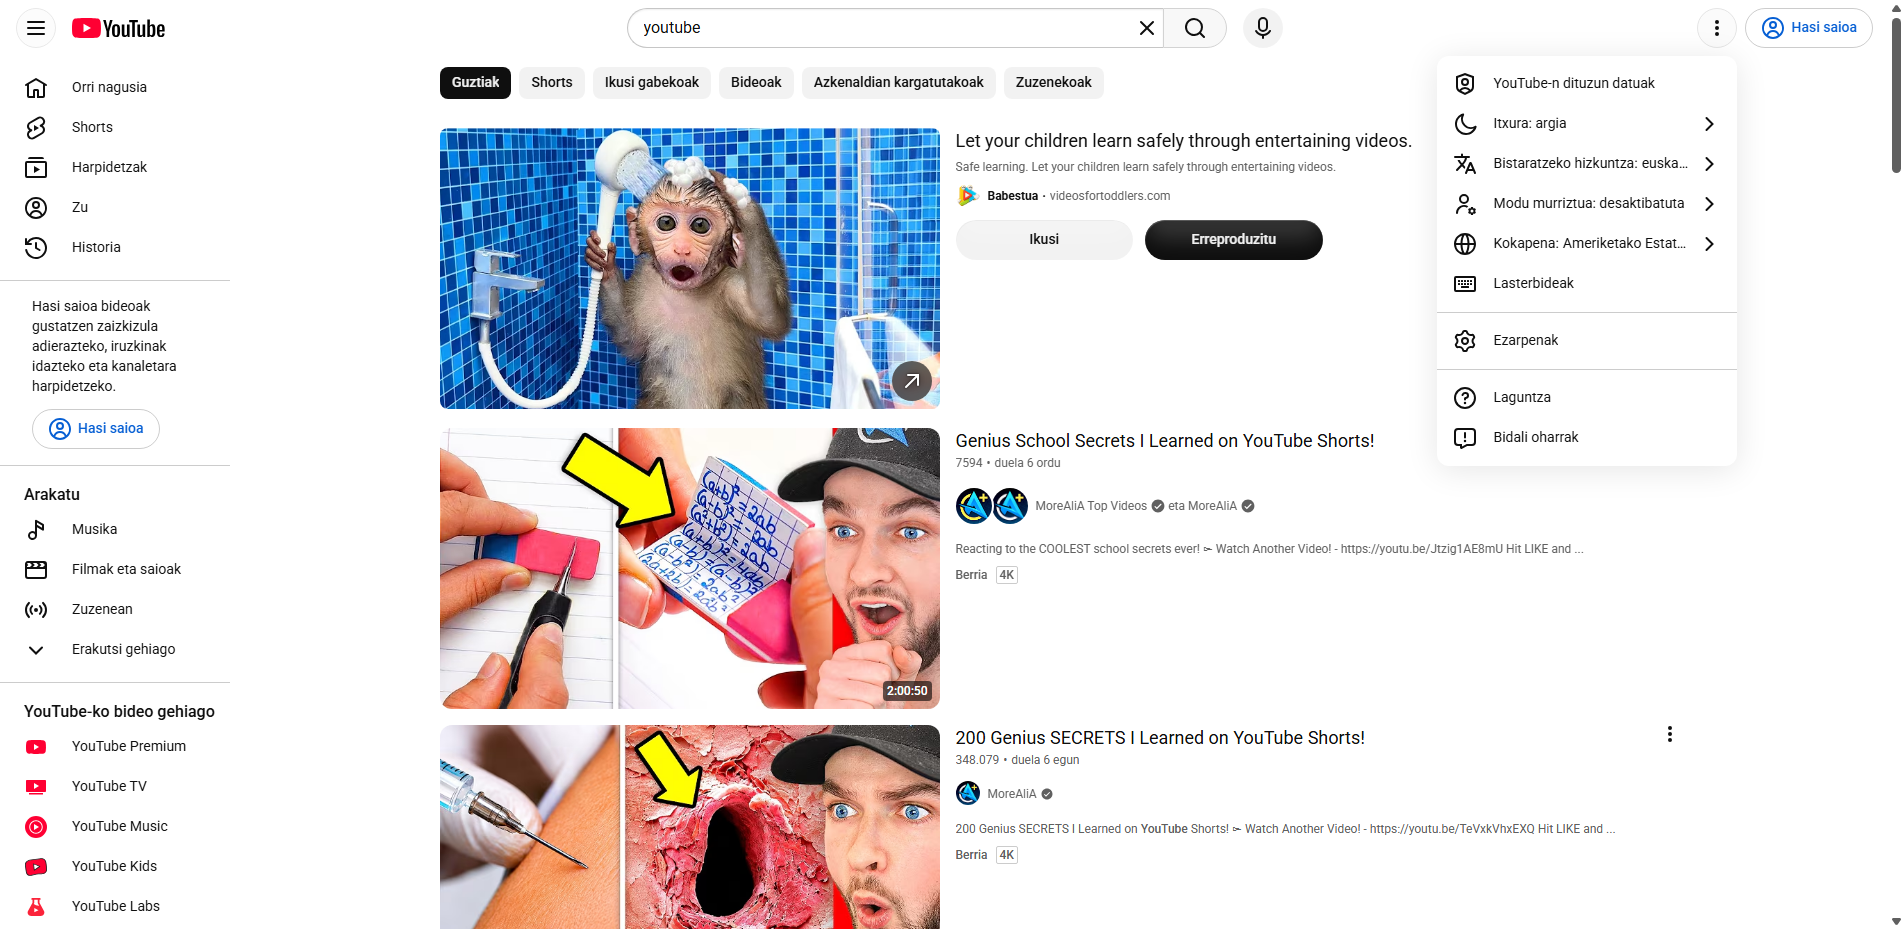 YouTube
youtube
Hasi saioa
Orri nagusia
Shorts
Harpidetzak
Zu
Historia
Hasi saioa bideoak
gustatzen zaizkizula
adierazteko, iruzkinak
idazteko eta kanaletara
harpidetzeko.
Hasi saioa
Arakatu
Musika
Filmak eta saioak
Zuzenean
Erakutsi gehiago
YouTube-ko bideo gehiago
YouTube Premium
YouTube TV
YouTube Music
YouTube Kids
YouTube Labs
Guztiak
Shorts
Ikusi gabekoak
Bideoak
Azkenaldian kargatutakoak
Zuzenekoak
Let your children learn safely through entertaining videos.
Safe learning. Let your children learn safely through entertaining videos.
Babestua · videosfortoddlers.com
Ikusi
Erreproduzitu
2:00:50
Genius School Secrets I Learned on YouTube Shorts!
7594 • duela 6 ordu
MoreAliA Top Videos eta MoreAliA
Reacting to the COOLEST school secrets ever! ➛ Watch Another Video! - https://youtu.be/Jtzig1AE8mU Hit LIKE and ...
Berria 4K
200 Genius SECRETS I Learned on YouTube Shorts!
348.079 • duela 6 egun
MoreAliA
200 Genius SECRETS I Learned on YouTube Shorts! ➛ Watch Another Video! - https://youtu.be/TeVxkVhxEXQ Hit LIKE and ...
Berria 4K
YouTube-n dituzun datuak
Itxura: argia
Bistaratzeko hizkuntza: euska...
Modu murriztua: desaktibatuta
Kokapena: Ameriketako Estat...
Lasterbideak
Ezarpenak
Laguntza
Bidali oharrak